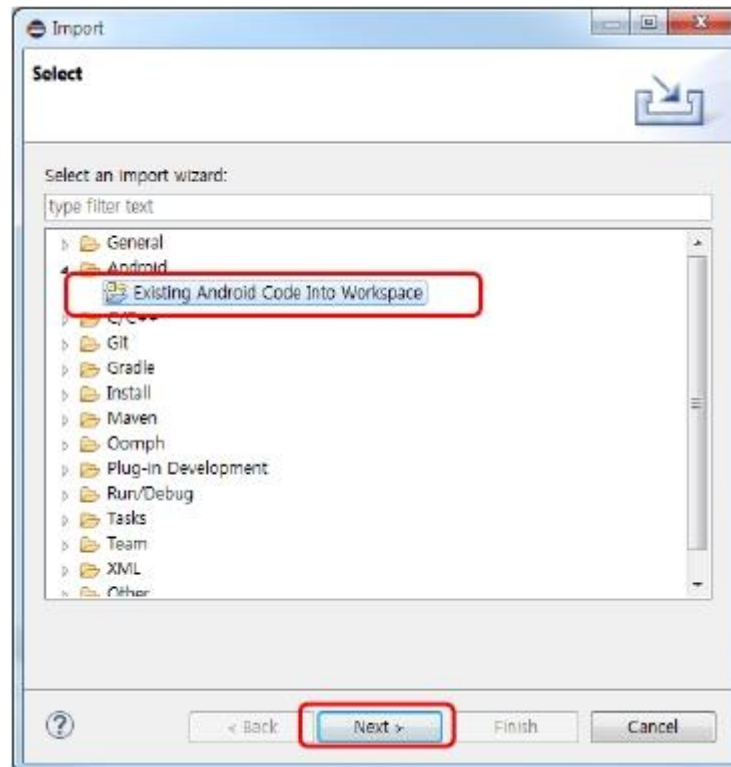 Import
Select
Select an import wizard:
type filter text
General
Android
Existing Android Code Into Workspace
C/C++
Git
Gradle
Install
Maven
Oomph
Plug-in Development
Run/Debug
Tasks
Team
XML
Other
< Back
Next >
Finish
Cancel